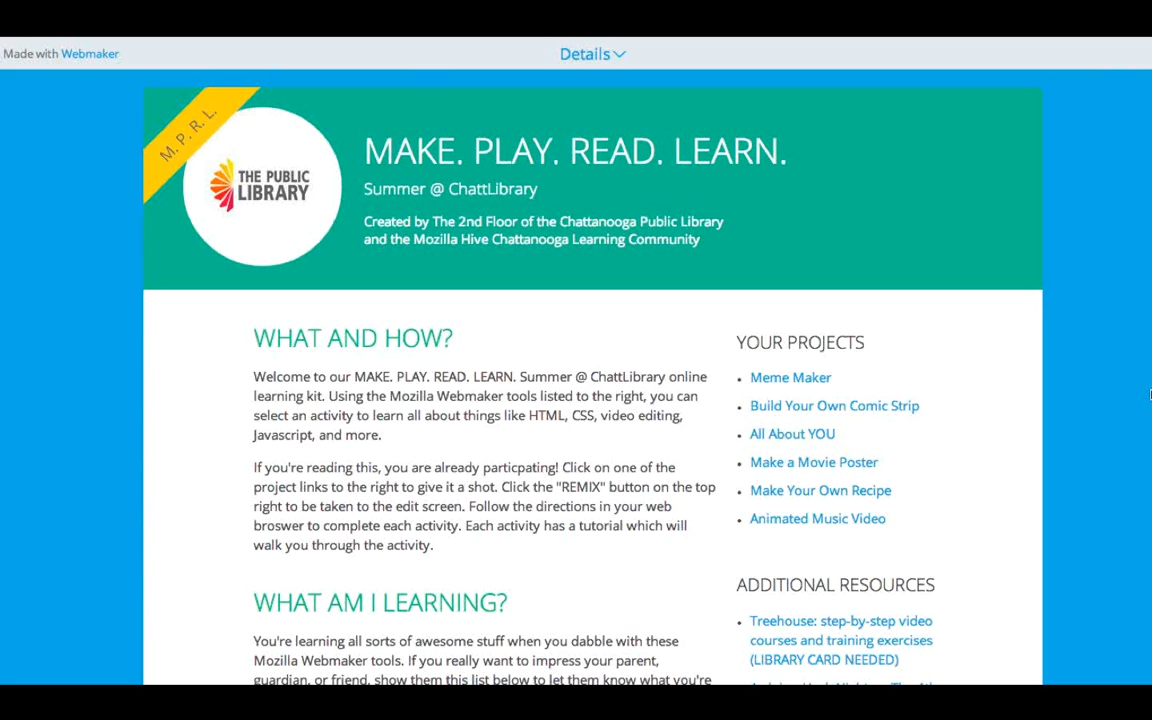 Made with Webmaker
Details
M. P. R. L.
THE PUBLIC
LIBRARY
MAKE. PLAY. READ. LEARN.
Summer @ ChattLibrary
Created by The 2nd Floor of the Chattanooga Public Library
and the Mozilla Hive Chattanooga Learning Community
WHAT AND HOW?
Welcome to our MAKE. PLAY. READ. LEARN. Summer @ ChattLibrary online
learning kit. Using the Mozilla Webmaker tools listed to the right, you can
select an activity to learn all about things like HTML, CSS, video editing,
Javascript, and more.
If you're reading this, you are already particpating! Click on one of the
project links to the right to give it a shot. Click the "REMIX" button on the top
right to be taken to the edit screen. Follow the directions in your web
broswer to complete each activity. Each activity has a tutorial which will
walk you through the activity.
WHAT AM I LEARNING?
You're learning all sorts of awesome stuff when you dabble with these
Mozilla Webmaker tools. If you really want to impress your parent,
guardian, or friend, show them this list below to let them know what you're
YOUR PROJECTS
Meme Maker
Build Your Own Comic Strip
All About YOU
Make a Movie Poster
Make Your Own Recipe
Animated Music Video
ADDITIONAL RESOURCES
Treehouse: step-by-step video
courses and training exercises
(LIBRARY CARD NEEDED)